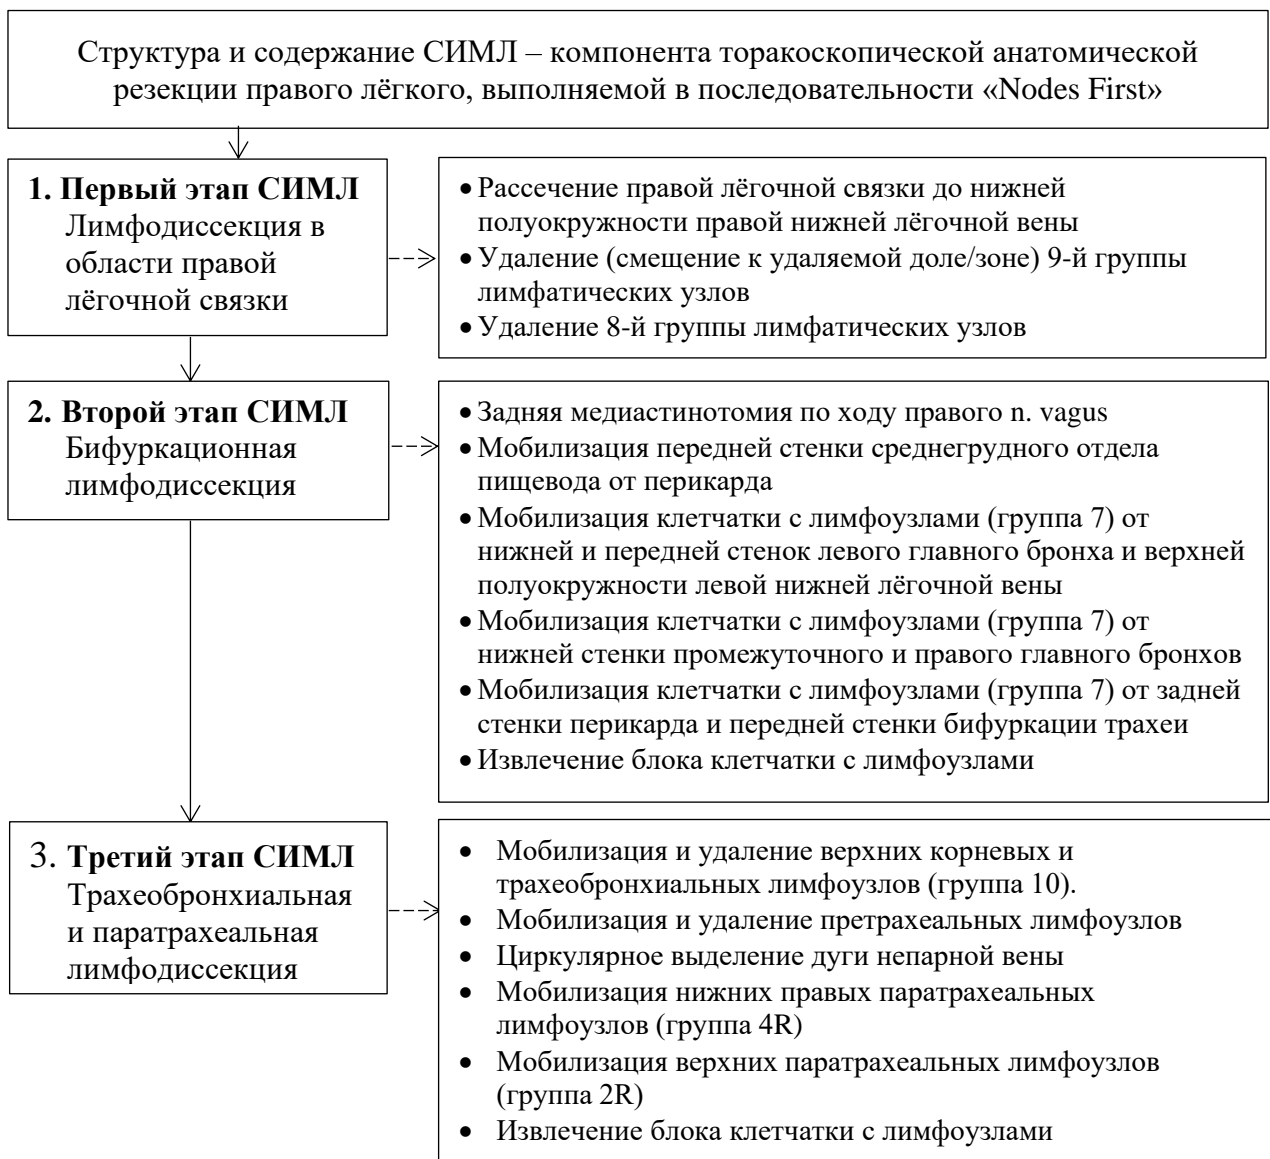 Структура и содержание СИМЛ – компонента торакоскопической анатомической
резекции правого лёгкого, выполняемой в последовательности «Nodes First»
1. Первый этап СИМЛ
Лимфодиссекция в
области правой
лёгочной связки
• Рассечение правой лёгочной связки до нижней
полуокружности правой нижней лёгочной вены
• Удаление (смещение к удаляемой доле/зоне) 9-й группы
лимфатических узлов
• Удаление 8-й группы лимфатических узлов
2. Второй этап СИМЛ
Бифуркационная
лимфодиссекция
• Задняя медиастинотомия по ходу правого n. vagus
• Мобилизация передней стенки среднегрудного отдела
пищевода от перикарда
• Мобилизация клетчатки с лимфоузлами (группа 7) от
нижней и передней стенок левого главного бронха и верхней
полуокружности левой нижней лёгочной вены
• Мобилизация клетчатки с лимфоузлами (группа 7) от
нижней стенки промежуточного и правого главного бронхов
• Мобилизация клетчатки с лимфоузлами (группа 7) от задней
стенки перикарда и передней стенки бифуркации трахеи
• Извлечение блока клетчатки с лимфоузлами
3. Третий этап СИМЛ
Трахеобронхиальная
и паратрахеальная
лимфодиссекция
• Мобилизация и удаление верхних корневых и
трахеобронхиальных лимфоузлов (группа 10).
• Мобилизация и удаление претрахеальных лимфоузлов
• Циркулярное выделение дуги непарной вены
• Мобилизация нижних правых паратрахеальных
лимфоузлов (группа 4R)
• Мобилизация верхних паратрахеальных лимфоузлов
(группа 2R)
• Извлечение блока клетчатки с лимфоузлами